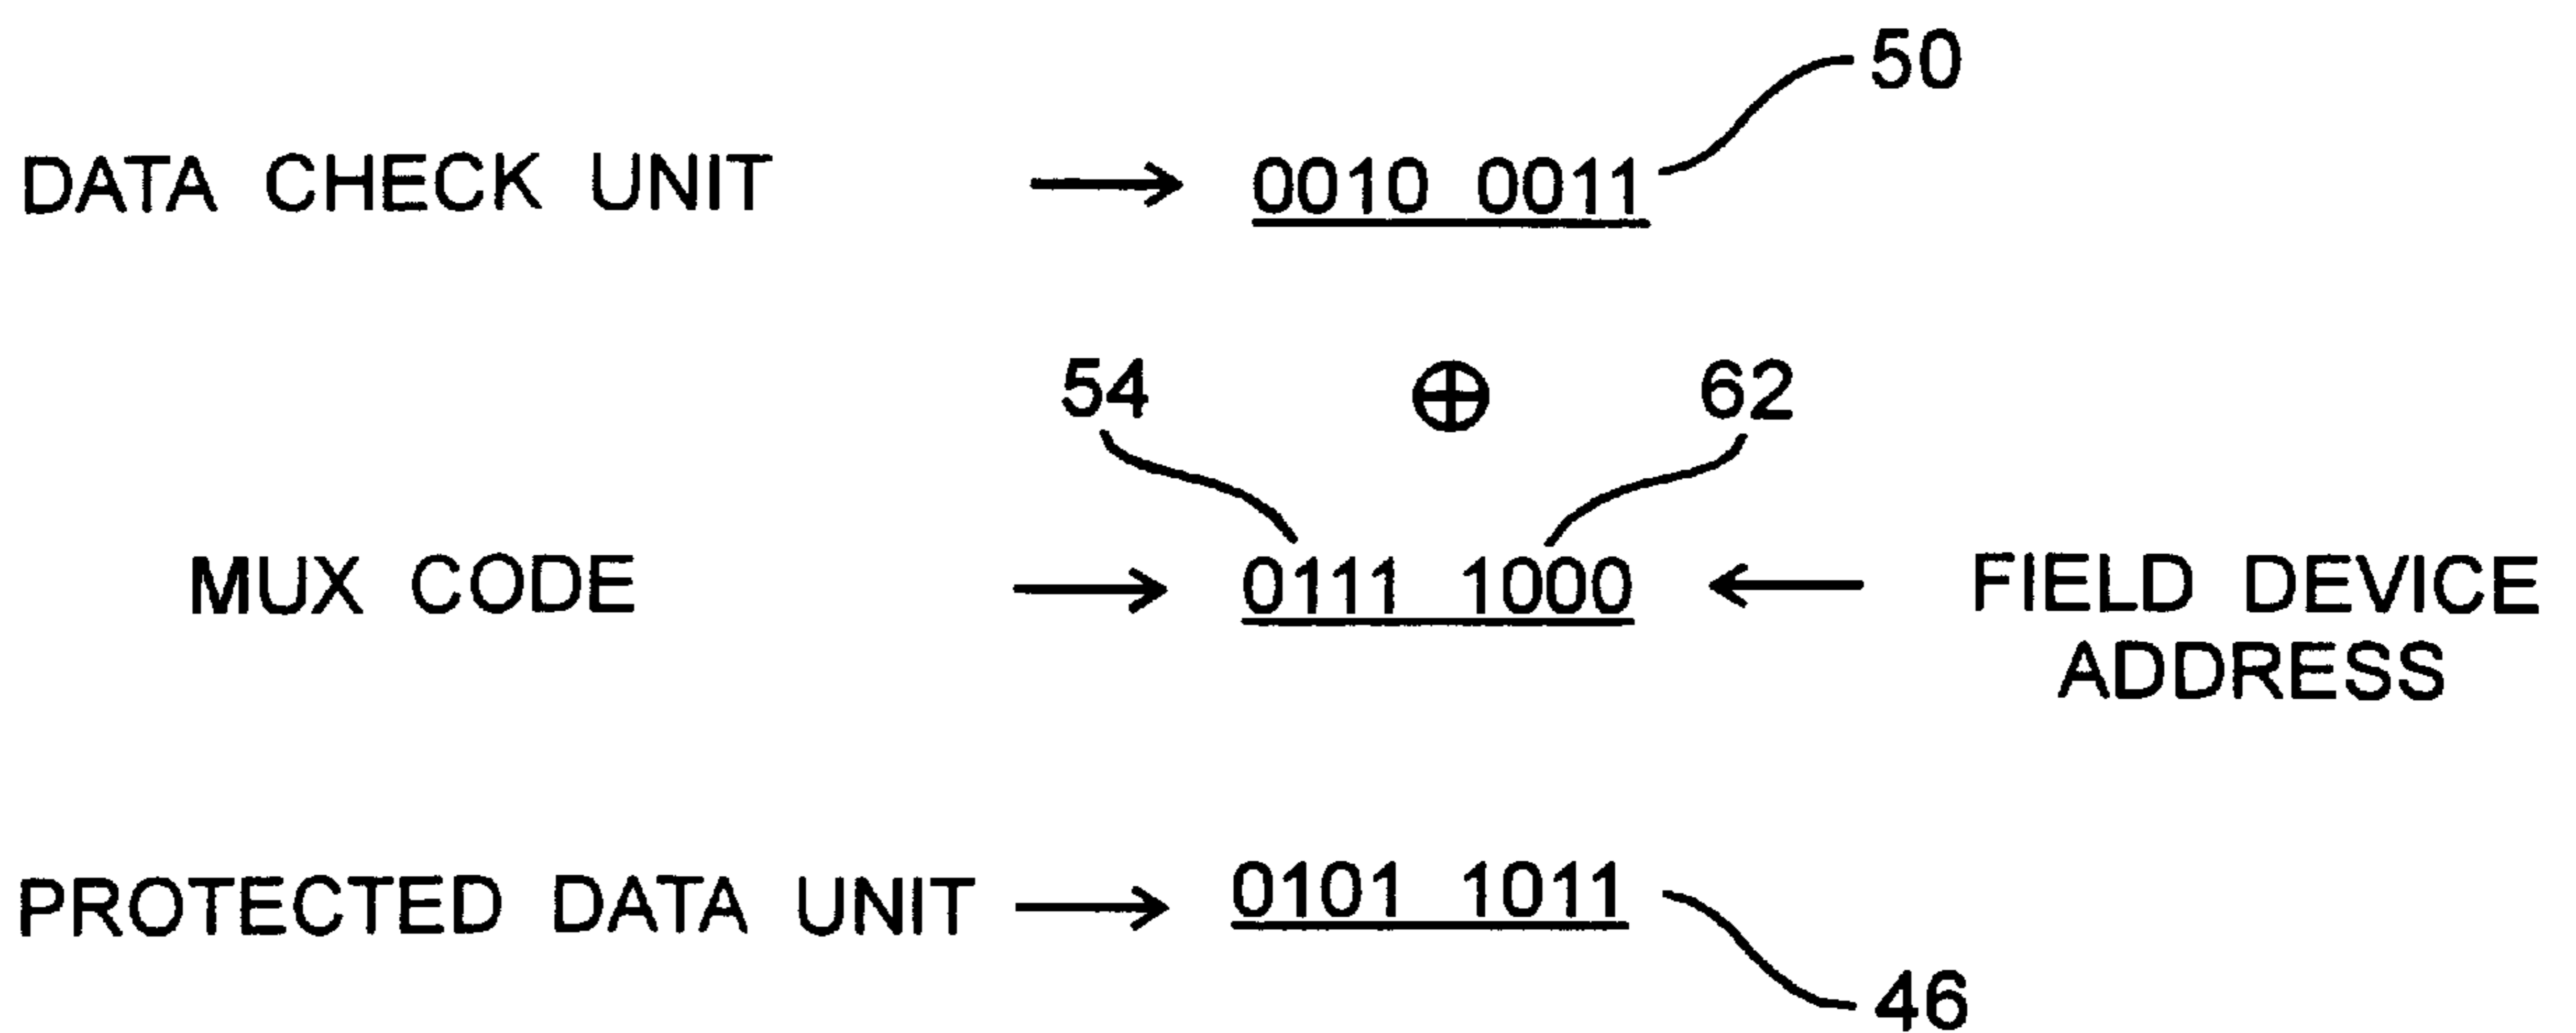 50
DATA CHECK UNIT → 0010 0011
54 ⊕ 62
MUX CODE → 0111 1000 ← FIELD DEVICE
ADDRESS
PROTECTED DATA UNIT → 0101 1011
46